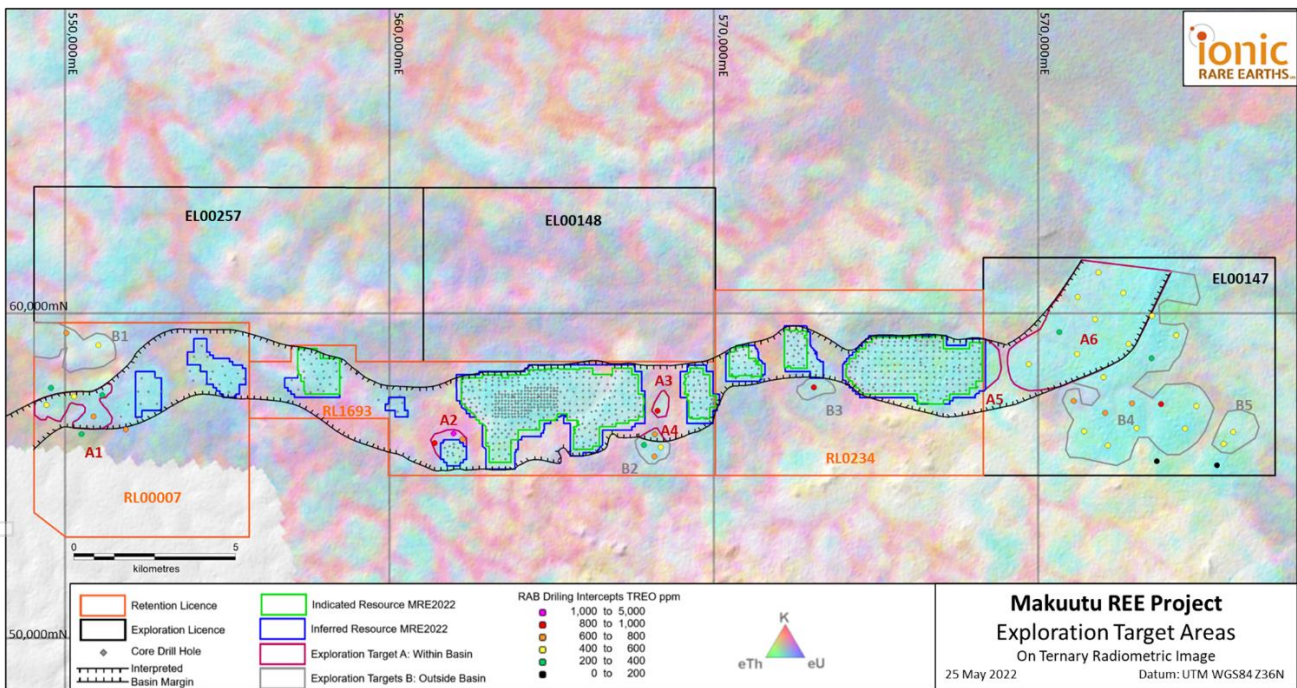 550,000mE
560,000mE
570,000mE
570,000mE
ionic
RARE EARTHS
EL00257
EL00148
EL00147
60,000mN
B1
A6
A3
RL1693
A2
A5
B3
B4
B5
A4
A1
B2
RL0234
RL00007
0 5
kilometres
50,000mN
Retention Licence
Exploration Licence
Core Drill Hole
Interpreted
Basin Margin
Indicated Resource MRE2022
Inferred Resource MRE2022
Exploration Target A: Within Basin
Exploration Targets B: Outside Basin
RAB Driling Intercepts TREO ppm
1,000 to 5,000
800 to 1,000
600 to 800
400 to 600
200 to 400
0 to 200
K
eTh eU
Makuutu REE Project
Exploration Target Areas
On Ternary Radiometric Image
25 May 2022 Datum: UTM WGS84 Z36N